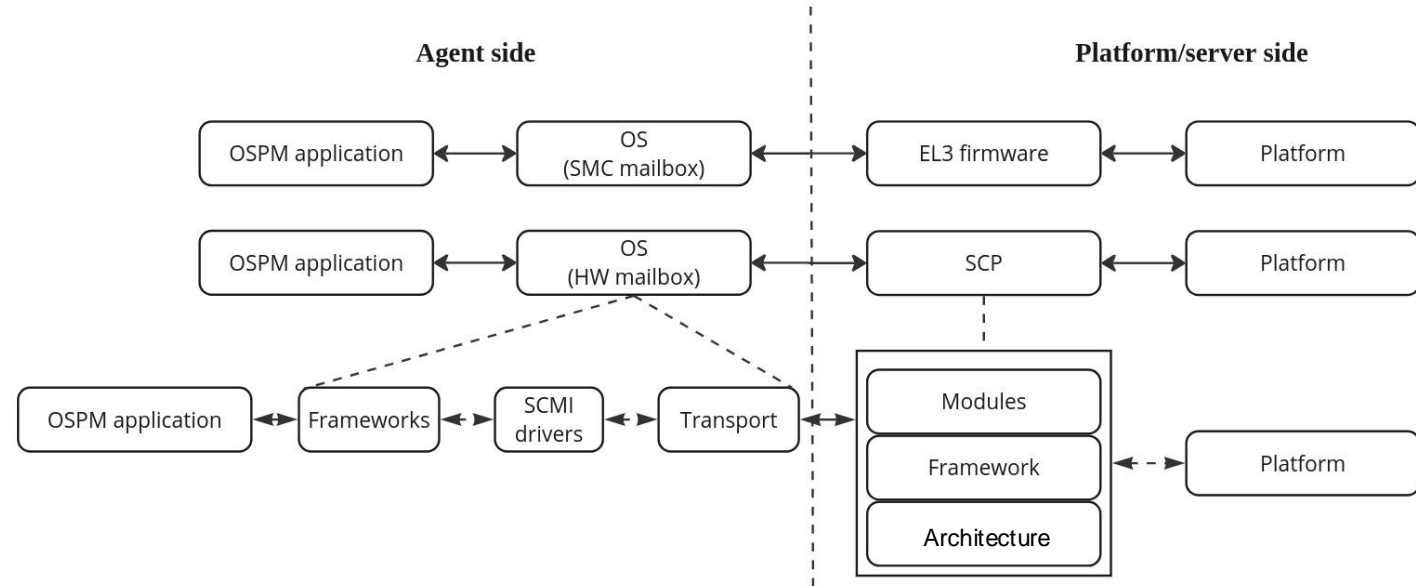 Agent side
Platform/server side
OSPM application
OS
(SMC mailbox)
EL3 firmware
Platform
OSPM application
OS
(HW mailbox)
SCP
Platform
OSPM application
Frameworks
SCMI
drivers
Transport
Modules
Framework
Architecture
Platform